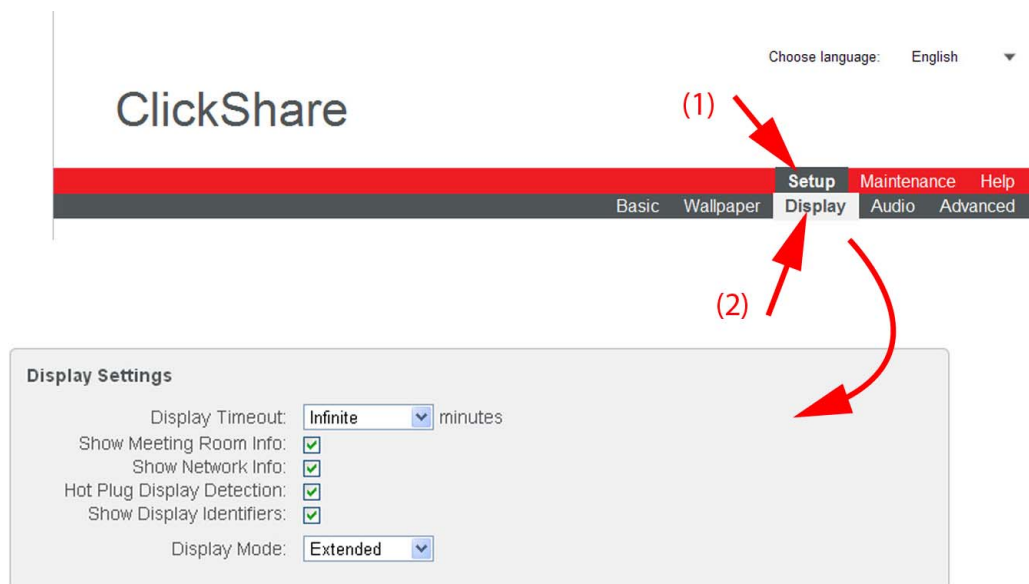 Choose language: English
ClickShare
(1)
Setup Maintenance Help
Basic Wallpaper Display Audio Advanced
(2)
Display Settings
Display Timeout: Infinite minutes
Show Meeting Room Info:
Show Network Info:
Hot Plug Display Detection:
Show Display Identifiers:
Display Mode: Extended